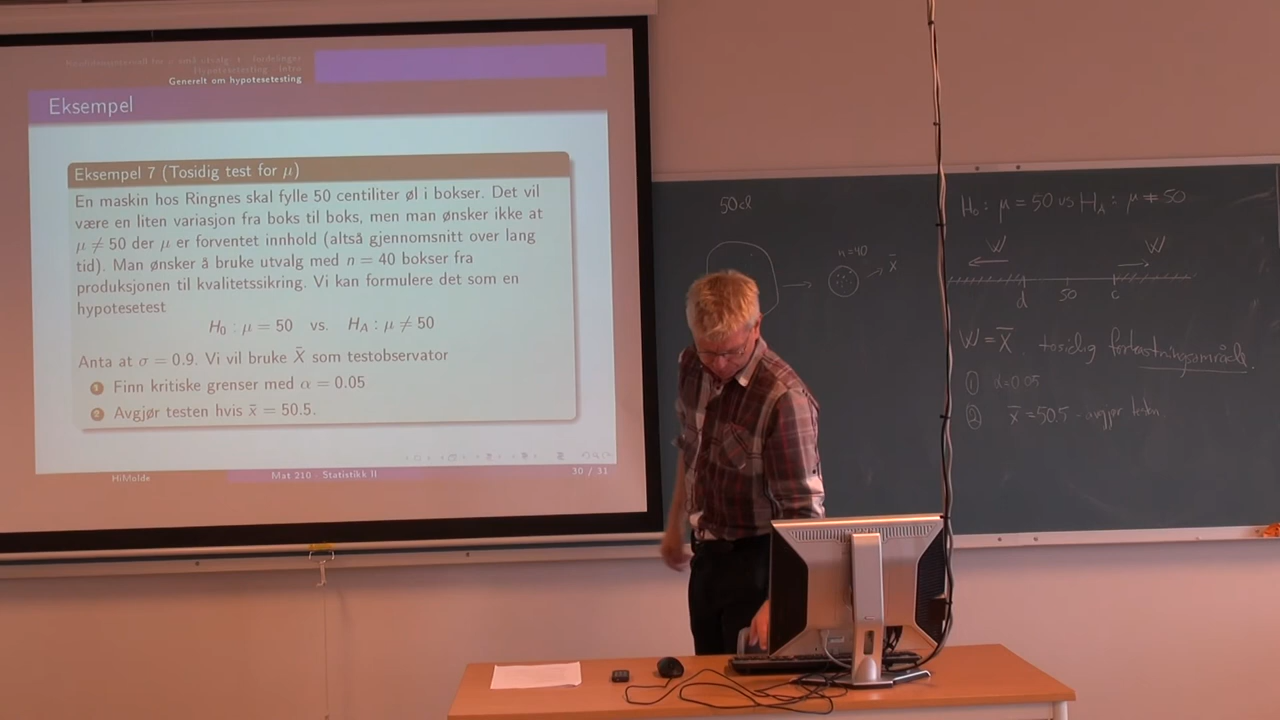 Generelt om hypotesetesting
Eksempel
Eksempel 7 (Tosidig test for μ)
En maskin hos Ringnes skal fylle 50 centiliter øl i bokser. Det vil
være en liten variasjon fra boks til boks, men man ønsker ikke at
μ ≠ 50 der μ er forventet innhold (altså gjennomsnitt over lang
tid). Man ønsker å bruke utvalg med n = 40 bokser fra
produksjonen til kvalitetssikring. Vi kan formulere det som en
hypotesetest
H₀ : μ = 50 vs. H_A : μ ≠ 50
Anta at σ = 0.9. Vi vil bruke X̄ som testobservator
1 Finn kritiske grenser med α = 0.05
2 Avgjør testen hvis x̄ = 50.5.
HiMolde
Mat 210 Statistikk II
30 / 31
50cl
n=40
x̄
H₀ : μ = 50 vs H_A : μ ≠ 50
W W
d 50 c
W = X̄, tosidig forkastningsområde.
① α=0.05
② x̄ = 50.5 - avgjør testen.